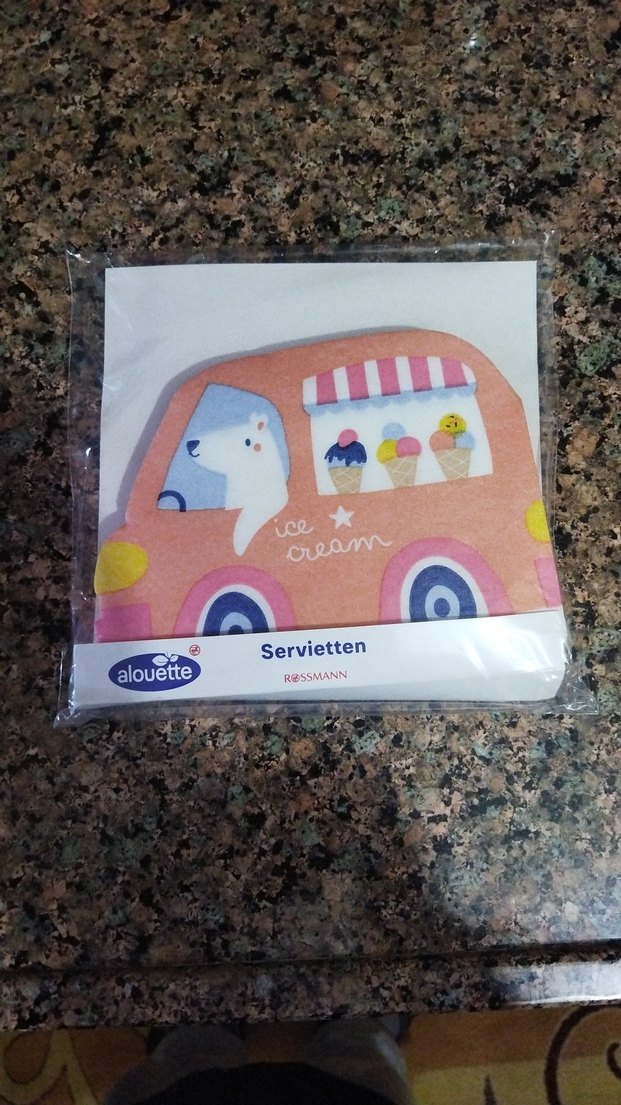 ice
cream
Servietten
alouette
ROSSMANN